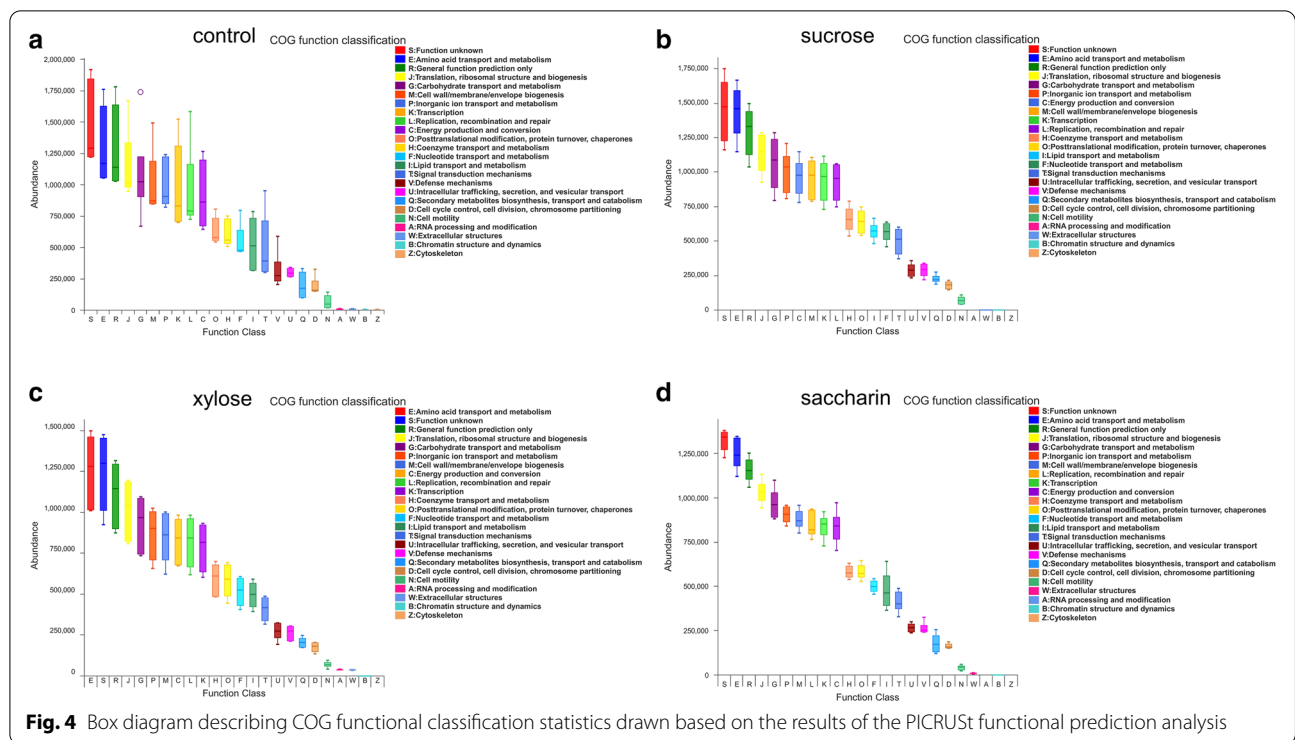 a control COG function classification
2,000,000
1,750,000
1,500,000
1,250,000
1,000,000
750,000
500,000
250,000
0
Abundance
S E R J G M P K L C O H F I T V U Q D N A W B Z
Function Class
S:Function unknown
E:Amino acid transport and metabolism
R:General function prediction only
J:Translation, ribosomal structure and biogenesis
G:Carbohydrate transport and metabolism
M:Cell wall/membrane/envelope biogenesis
P:Inorganic ion transport and metabolism
K:Transcription
L:Replication, recombination and repair
C:Energy production and conversion
O:Posttranslational modification, protein turnover, chaperones
H:Coenzyme transport and metabolism
F:Nucleotide transport and metabolism
I:Lipid transport and metabolism
T:Signal transduction mechanisms
V:Defense mechanisms
U:Intracellular trafficking, secretion, and vesicular transport
Q:Secondary metabolites biosynthesis, transport and catabolism
D:Cell cycle control, cell division, chromosome partitioning
N:Cell motility
A:RNA processing and modification
W:Extracellular structures
B:Chromatin structure and dynamics
Z:Cytoskeleton
b sucrose COG function classification
1,750,000
1,500,000
1,250,000
1,000,000
750,000
500,000
250,000
0
Abundance
S E R J G P C M K L H O I F T U V Q D N A W B Z
Function Class
S:Function unknown
E:Amino acid transport and metabolism
R:General function prediction only
J:Translation, ribosomal structure and biogenesis
G:Carbohydrate transport and metabolism
P:Inorganic ion transport and metabolism
C:Energy production and conversion
M:Cell wall/membrane/envelope biogenesis
K:Transcription
L:Replication, recombination and repair
H:Coenzyme transport and metabolism
O:Posttranslational modification, protein turnover, chaperones
I:Lipid transport and metabolism
F:Nucleotide transport and metabolism
T:Signal transduction mechanisms
U:Intracellular trafficking, secretion, and vesicular transport
V:Defense mechanisms
Q:Secondary metabolites biosynthesis, transport and catabolism
D:Cell cycle control, cell division, chromosome partitioning
N:Cell motility
A:RNA processing and modification
W:Extracellular structures
B:Chromatin structure and dynamics
Z:Cytoskeleton
c xylose COG function classification
1,500,000
1,250,000
1,000,000
750,000
500,000
250,000
0
Abundance
E S R J G P M C L K H O F I T U V Q D N A W B Z
Function Class
E:Amino acid transport and metabolism
S:Function unknown
R:General function prediction only
J:Translation, ribosomal structure and biogenesis
G:Carbohydrate transport and metabolism
P:Inorganic ion transport and metabolism
M:Cell wall/membrane/envelope biogenesis
C:Energy production and conversion
L:Replication, recombination and repair
K:Transcription
H:Coenzyme transport and metabolism
O:Posttranslational modification, protein turnover, chaperones
F:Nucleotide transport and metabolism
I:Lipid transport and metabolism
T:Signal transduction mechanisms
U:Intracellular trafficking, secretion, and vesicular transport
V:Defense mechanisms
Q:Secondary metabolites biosynthesis, transport and catabolism
D:Cell cycle control, cell division, chromosome partitioning
N:Cell motility
A:RNA processing and modification
W:Extracellular structures
B:Chromatin structure and dynamics
Z:Cytoskeleton
d saccharin COG function classification
1,250,000
1,000,000
750,000
500,000
250,000
0
Abundance
S E R J G P M L K C H O F I T U V Q D N W A B Z
Function Class
S:Function unknown
E:Amino acid transport and metabolism
R:General function prediction only
J:Translation, ribosomal structure and biogenesis
G:Carbohydrate transport and metabolism
P:Inorganic ion transport and metabolism
M:Cell wall/membrane/envelope biogenesis
L:Replication, recombination and repair
K:Transcription
C:Energy production and conversion
H:Coenzyme transport and metabolism
O:Posttranslational modification, protein turnover, chaperones
F:Nucleotide transport and metabolism
I:Lipid transport and metabolism
T:Signal transduction mechanisms
U:Intracellular trafficking, secretion, and vesicular transport
V:Defense mechanisms
Q:Secondary metabolites biosynthesis, transport and catabolism
D:Cell cycle control, cell division, chromosome partitioning
N:Cell motility
W:Extracellular structures
A:RNA processing and modification
B:Chromatin structure and dynamics
Z:Cytoskeleton
Fig. 4 Box diagram describing COG functional classification statistics drawn based on the results of the PICRUSt functional prediction analysis